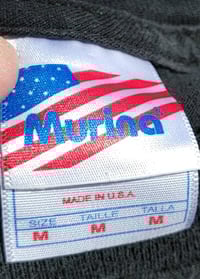 Murina
MADE IN U.S.A.
SIZE TAILLE TALLA
M M M